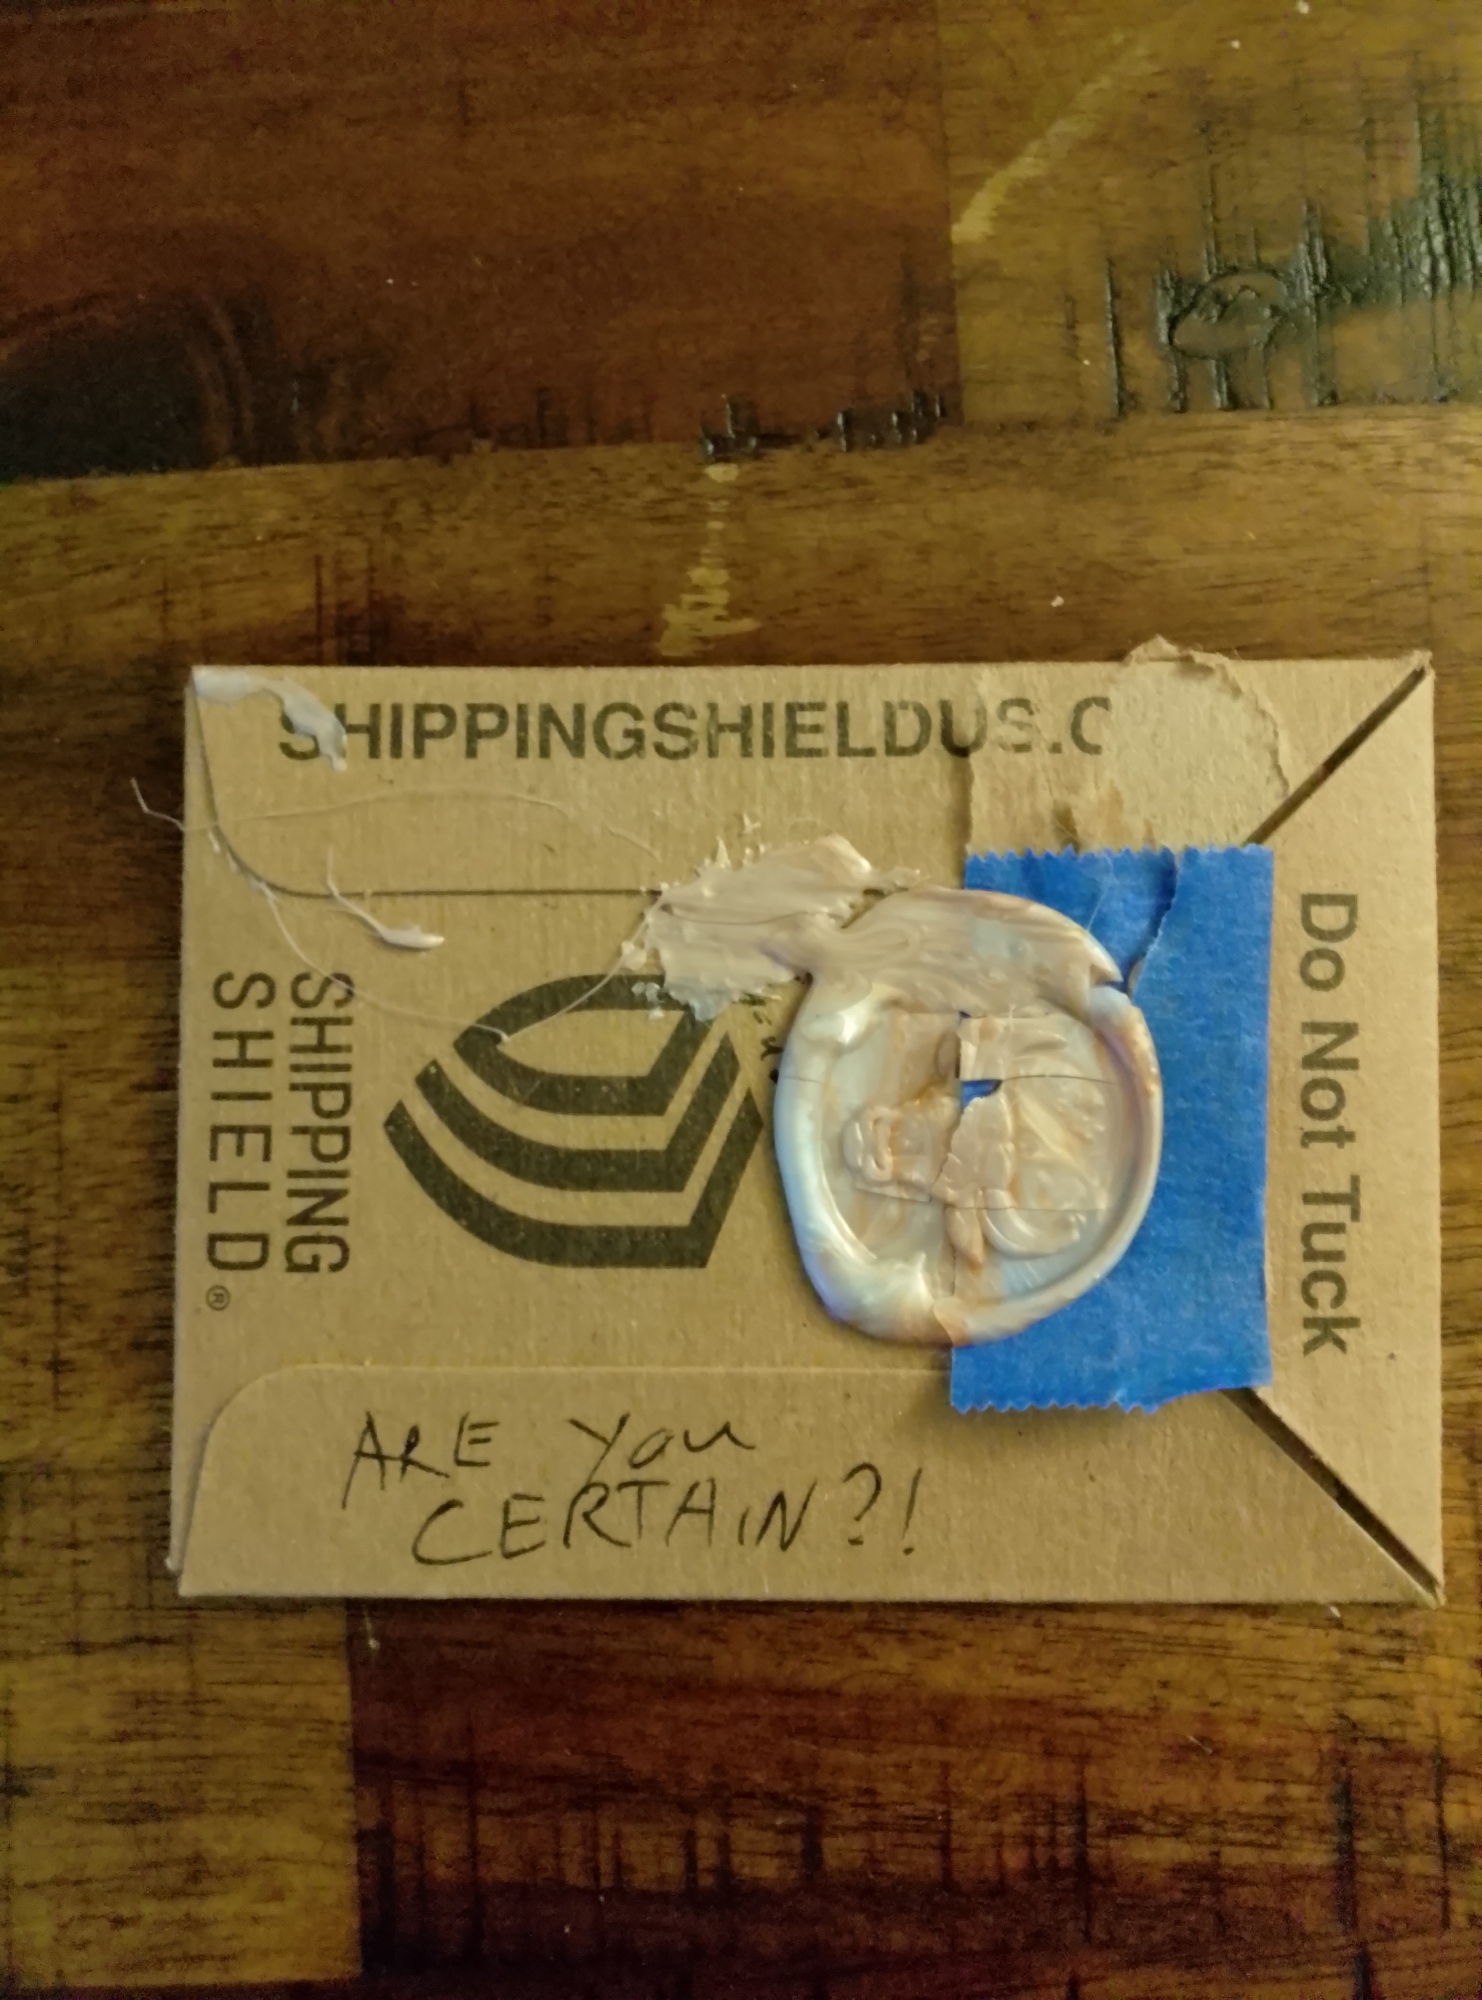 SHIPPINGSHIELDUS.C
SHIPPING
SHIELD®
Do Not Tuck
ARE You
CERTAIN?!